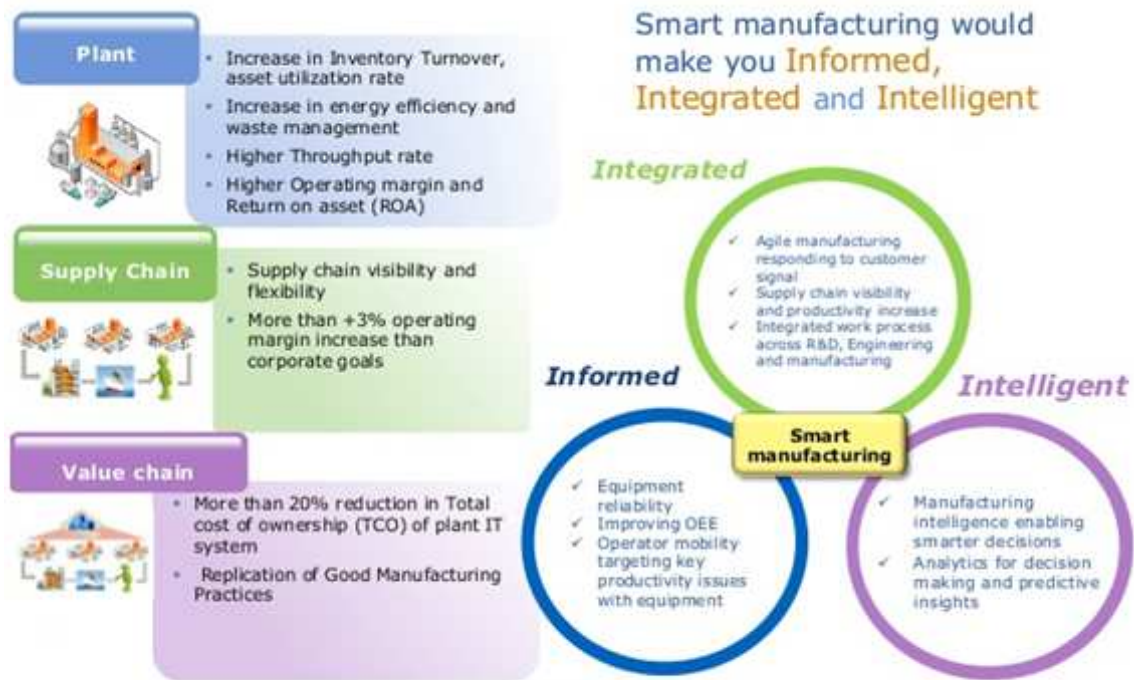 Plant
Increase in Inventory Turnover,
asset utilization rate
Increase in energy efficiency and
waste management
Higher Throughput rate
Higher Operating margin and
Return on asset (ROA)
Supply Chain
Supply chain visibility and
flexibility
More than +3% operating
margin increase than
corporate goals
Value chain
More than 20% reduction in Total
cost of ownership (TCO) of plant IT
system
Replication of Good Manufacturing
Practices
Smart manufacturing would
make you Informed,
Integrated and Intelligent
Integrated
Agile manufacturing
responding to customer
signal
Supply chain visibility
and productivity increase
Integrated work process
across R&D, Engineering
and manufacturing
Informed
Equipment
reliability
Improving OEE
Operator mobility
targeting key
productivity issues
with equipment
Smart
manufacturing
Intelligent
Manufacturing
intelligence enabling
smarter decisions
Analytics for decision
making and predictive
insights